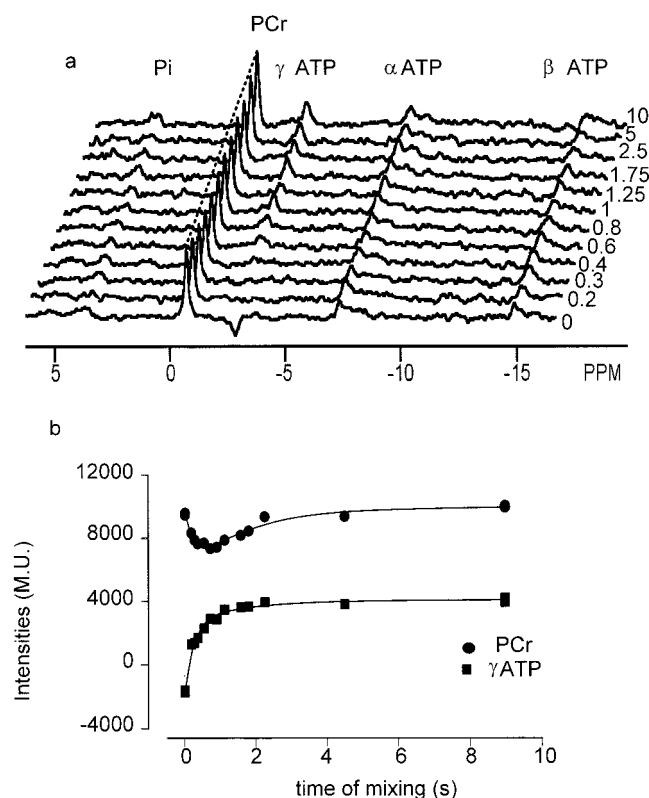 PCr
a
Pi
γ ATP
α ATP
β ATP
10
5
2.5
1.75
1.25
1
0.8
0.6
0.4
0.3
0.2
0
5 0 -5 -10 -15 PPM
b
12000
8000
4000
0
-4000
Intensities (M.U.)
PCr
γ ATP
0 2 4 6 8 10
time of mixing (s)